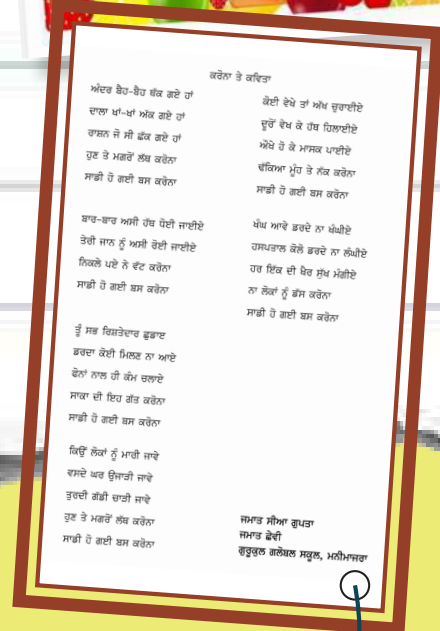 ਕਰੋਨਾ ਤੇ ਕਵਿਤਾ
ਅੰਦਰ ਬੈਹ-ਬੈਹ ਥੱਕ ਗਏ ਹਾਂ
ਦਾਲਾ ਖਾਂ-ਖਾਂ ਅੱਕ ਗਏ ਹਾਂ
ਰਾਸ਼ਨ ਜੋ ਸੀ ਛੱਕ ਗਏ ਹਾਂ
ਹੁਣ ਤੇ ਮਗਰੋਂ ਲੱਥ ਕਰੋਨਾ
ਸਾਡੀ ਹੋ ਗਈ ਬਸ ਕਰੋਨਾ
ਬਾਰ-ਬਾਰ ਅਸੀ ਹੱਥ ਧੋਈ ਜਾਈਏ
ਤੇਰੀ ਜਾਨ ਨੂੰ ਅਸੀ ਰੋਈ ਜਾਈਏ
ਨਿਕਲੇ ਪਏ ਨੇ ਵੱਟ ਕਰੋਨਾ
ਸਾਡੀ ਹੋ ਗਈ ਬਸ ਕਰੋਨਾ
ਤੂੰ ਸਭ ਰਿਸ਼ਤੇਦਾਰ ਛੁਡਾਏ
ਡਰਦਾ ਕੋਈ ਮਿਲਣ ਨਾ ਆਏ
ਫੋਨਾਂ ਨਾਲ ਹੀ ਕੰਮ ਚਲਾਏ
ਸਾਕਾ ਦੀ ਇਹ ਗੱਤ ਕਰੋਨਾ
ਸਾਡੀ ਹੋ ਗਈ ਬਸ ਕਰੋਨਾ
ਕਿਉਂ ਲੋਕਾਂ ਨੂੰ ਮਾਰੀ ਜਾਵੇ
ਵਸਦੇ ਘਰ ਉਜਾੜੀ ਜਾਵੇ
ਤੁਰਦੀ ਗੱਡੀ ਚਾੜੀ ਜਾਵੇ
ਹੁਣ ਤੇ ਮਗਰੋਂ ਲੱਥ ਕਰੋਨਾ
ਸਾਡੀ ਹੋ ਗਈ ਬਸ ਕਰੋਨਾ
ਕੋਈ ਵੇਖੇ ਤਾਂ ਅੱਖ ਚੁਰਾਈਏ
ਦੂਰੋਂ ਵੇਖ ਕੇ ਹੱਥ ਹਿਲਾਈਏ
ਔਖੇ ਹੋ ਕੇ ਮਾਸਕ ਪਾਈਏ
ਢੱਕਿਆ ਮੂੰਹ ਤੇ ਨੱਕ ਕਰੋਨਾ
ਸਾਡੀ ਹੋ ਗਈ ਬਸ ਕਰੋਨਾ
ਖੰਘ ਆਵੇ ਡਰਦੇ ਨਾ ਖੰਘੀਏ
ਹਸਪਤਾਲ ਕੋਲੋ ਡਰਦੇ ਨਾ ਲੰਘੀਏ
ਹਰ ਇੱਕ ਦੀ ਖੈਰ ਸੁੱਖ ਮੰਗੀਏ
ਨਾ ਲੋਕਾਂ ਨੂੰ ਡੱਸ ਕਰੋਨਾ
ਸਾਡੀ ਹੋ ਗਈ ਬਸ ਕਰੋਨਾ
ਜਮਾਤ ਸੀਆ ਗੁਪਤਾ
ਜਮਾਤ ਛੇਵੀ
ਗੁਰੂਕੁਲ ਗਲੋਬਲ ਸਕੂਲ, ਮਨੀਮਾਜਰਾ